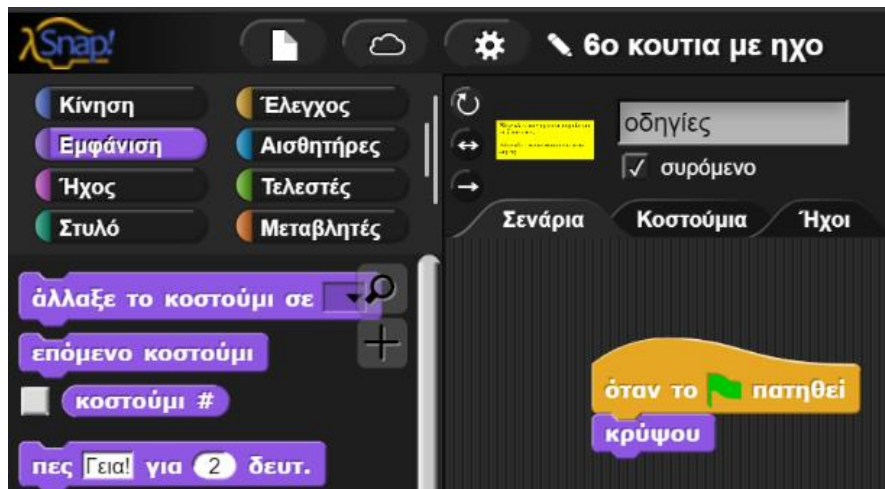 λSnap!
6ο κουτια με ηχο
Κίνηση
Έλεγχος
Εμφάνιση
Αισθητήρες
Ήχος
Τελεστές
Στυλό
Μεταβλητές
οδηγίες
συρόμενο
Σενάρια
Κοστούμια
Ήχοι
άλλαξε το κοστούμι σε
επόμενο κοστούμι
κοστούμι #
πες Γεια! για 2 δευτ.
όταν το πατηθεί
κρύψου